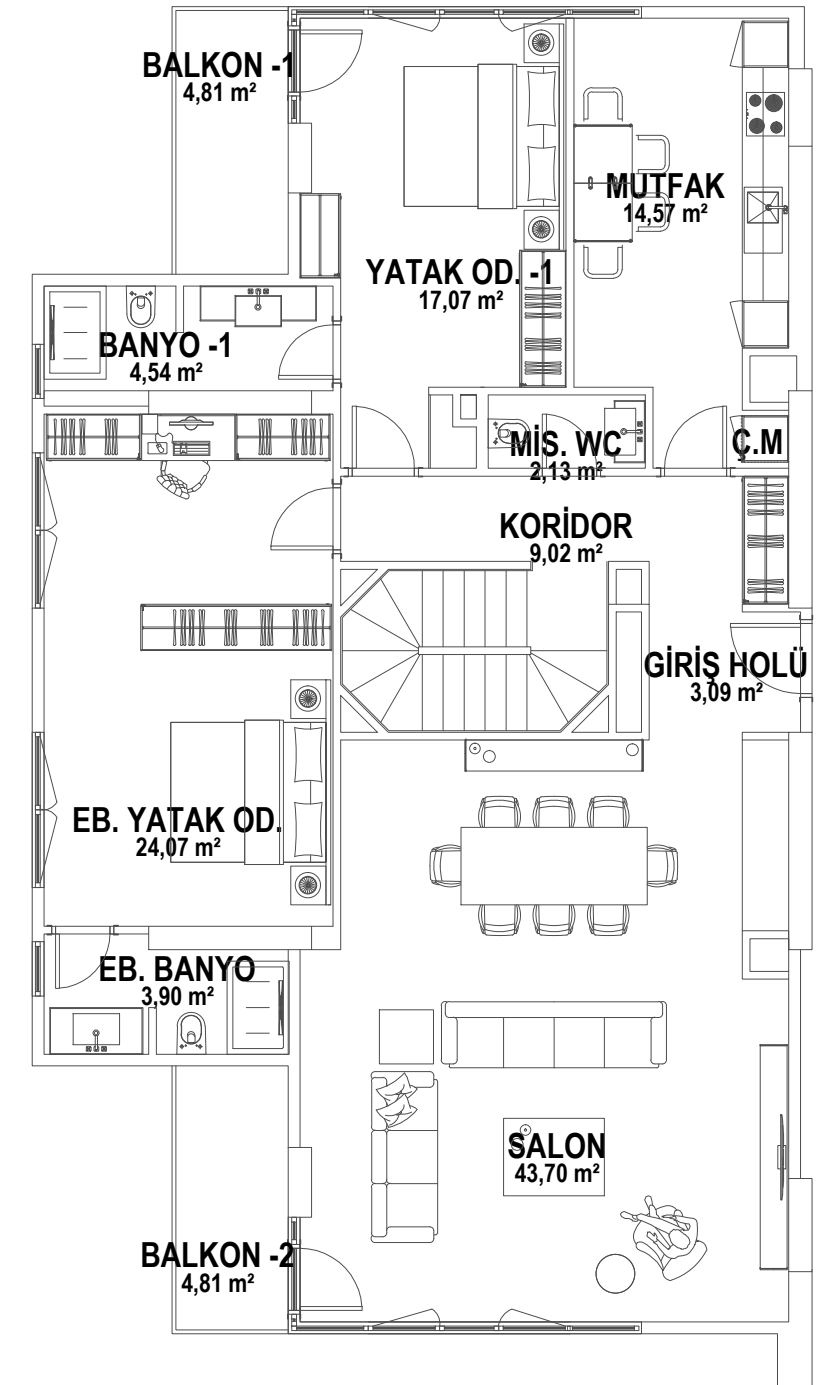 BALKON -1
4,81 m²
MUTFAK
14,57 m²
YATAK OD. -1
17,07 m²
BANYO -1
4,54 m²
MİS. WC
2,13 m²
Ç.M
KORİDOR
9,02 m²
GİRİŞ HOLÜ
3,09 m²
EB. YATAK OD.
24,07 m²
EB. BANYO
3,90 m²
SALON
43,70 m²
BALKON -2
4,81 m²